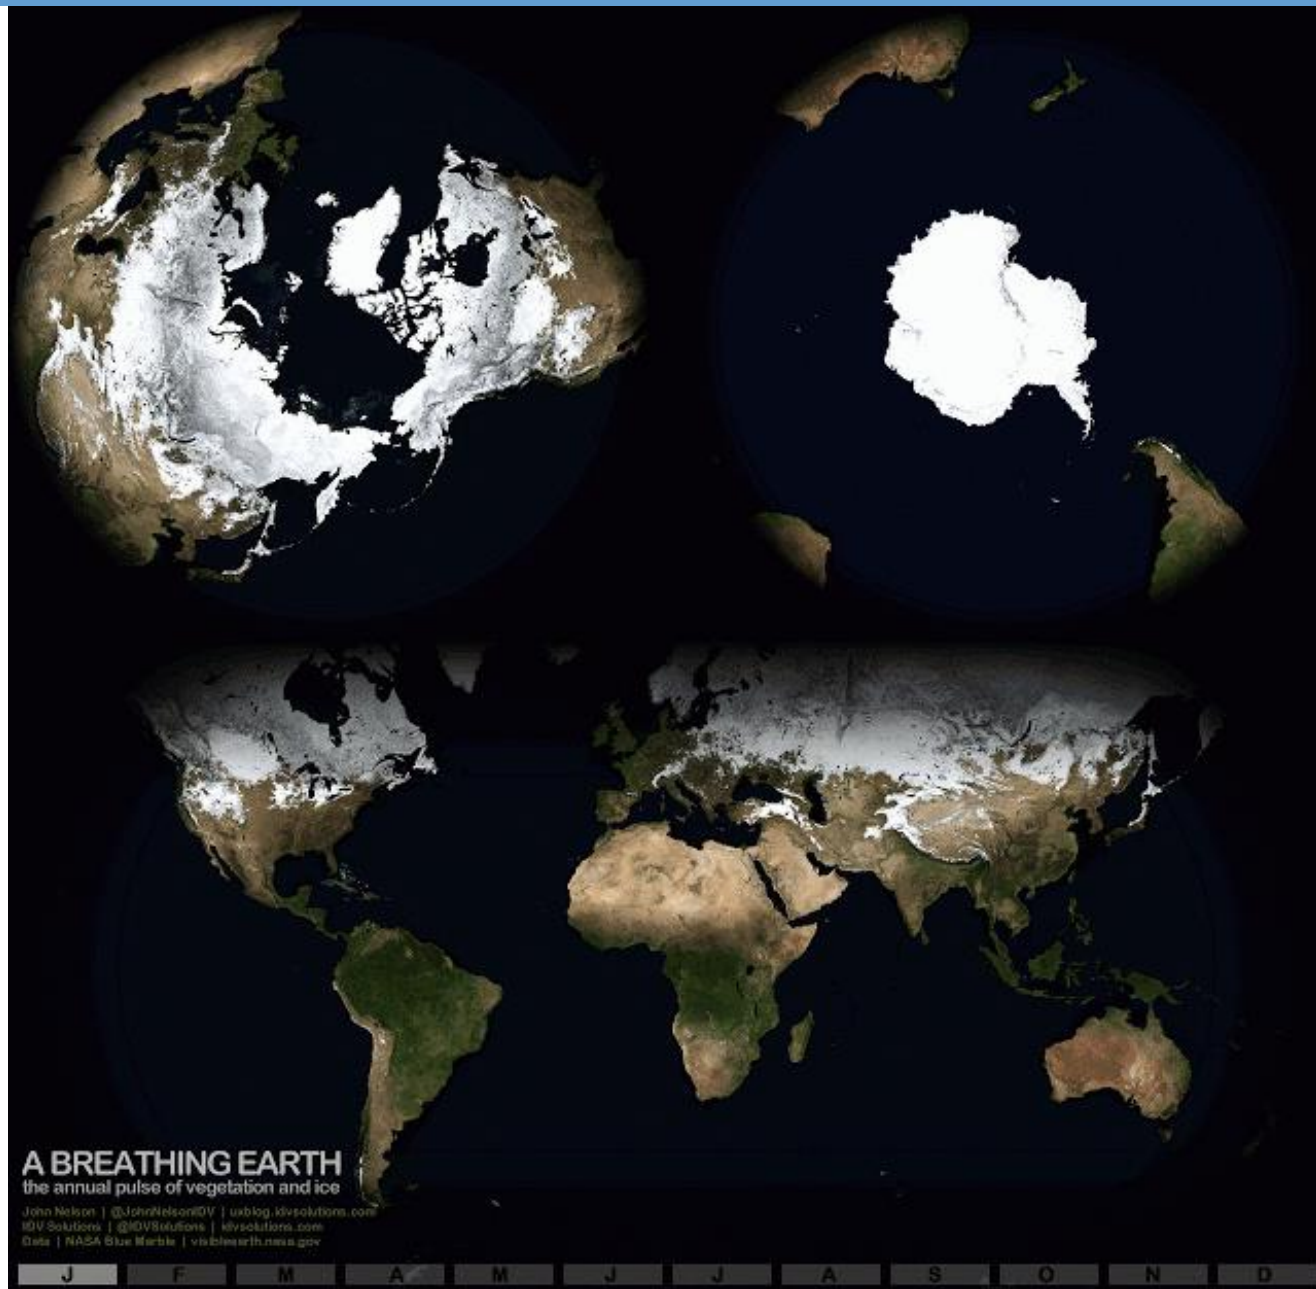 A BREATHING EARTH
the annual pulse of vegetation and ice
John Nelson | @JohnNelsonIDV | uxblog.idvsolutions.com
IDV Solutions | @IDVSolutions | idvsolutions.com
Data | NASA Blue Marble | visibleearth.nasa.gov
J F M A M J J A S O N D